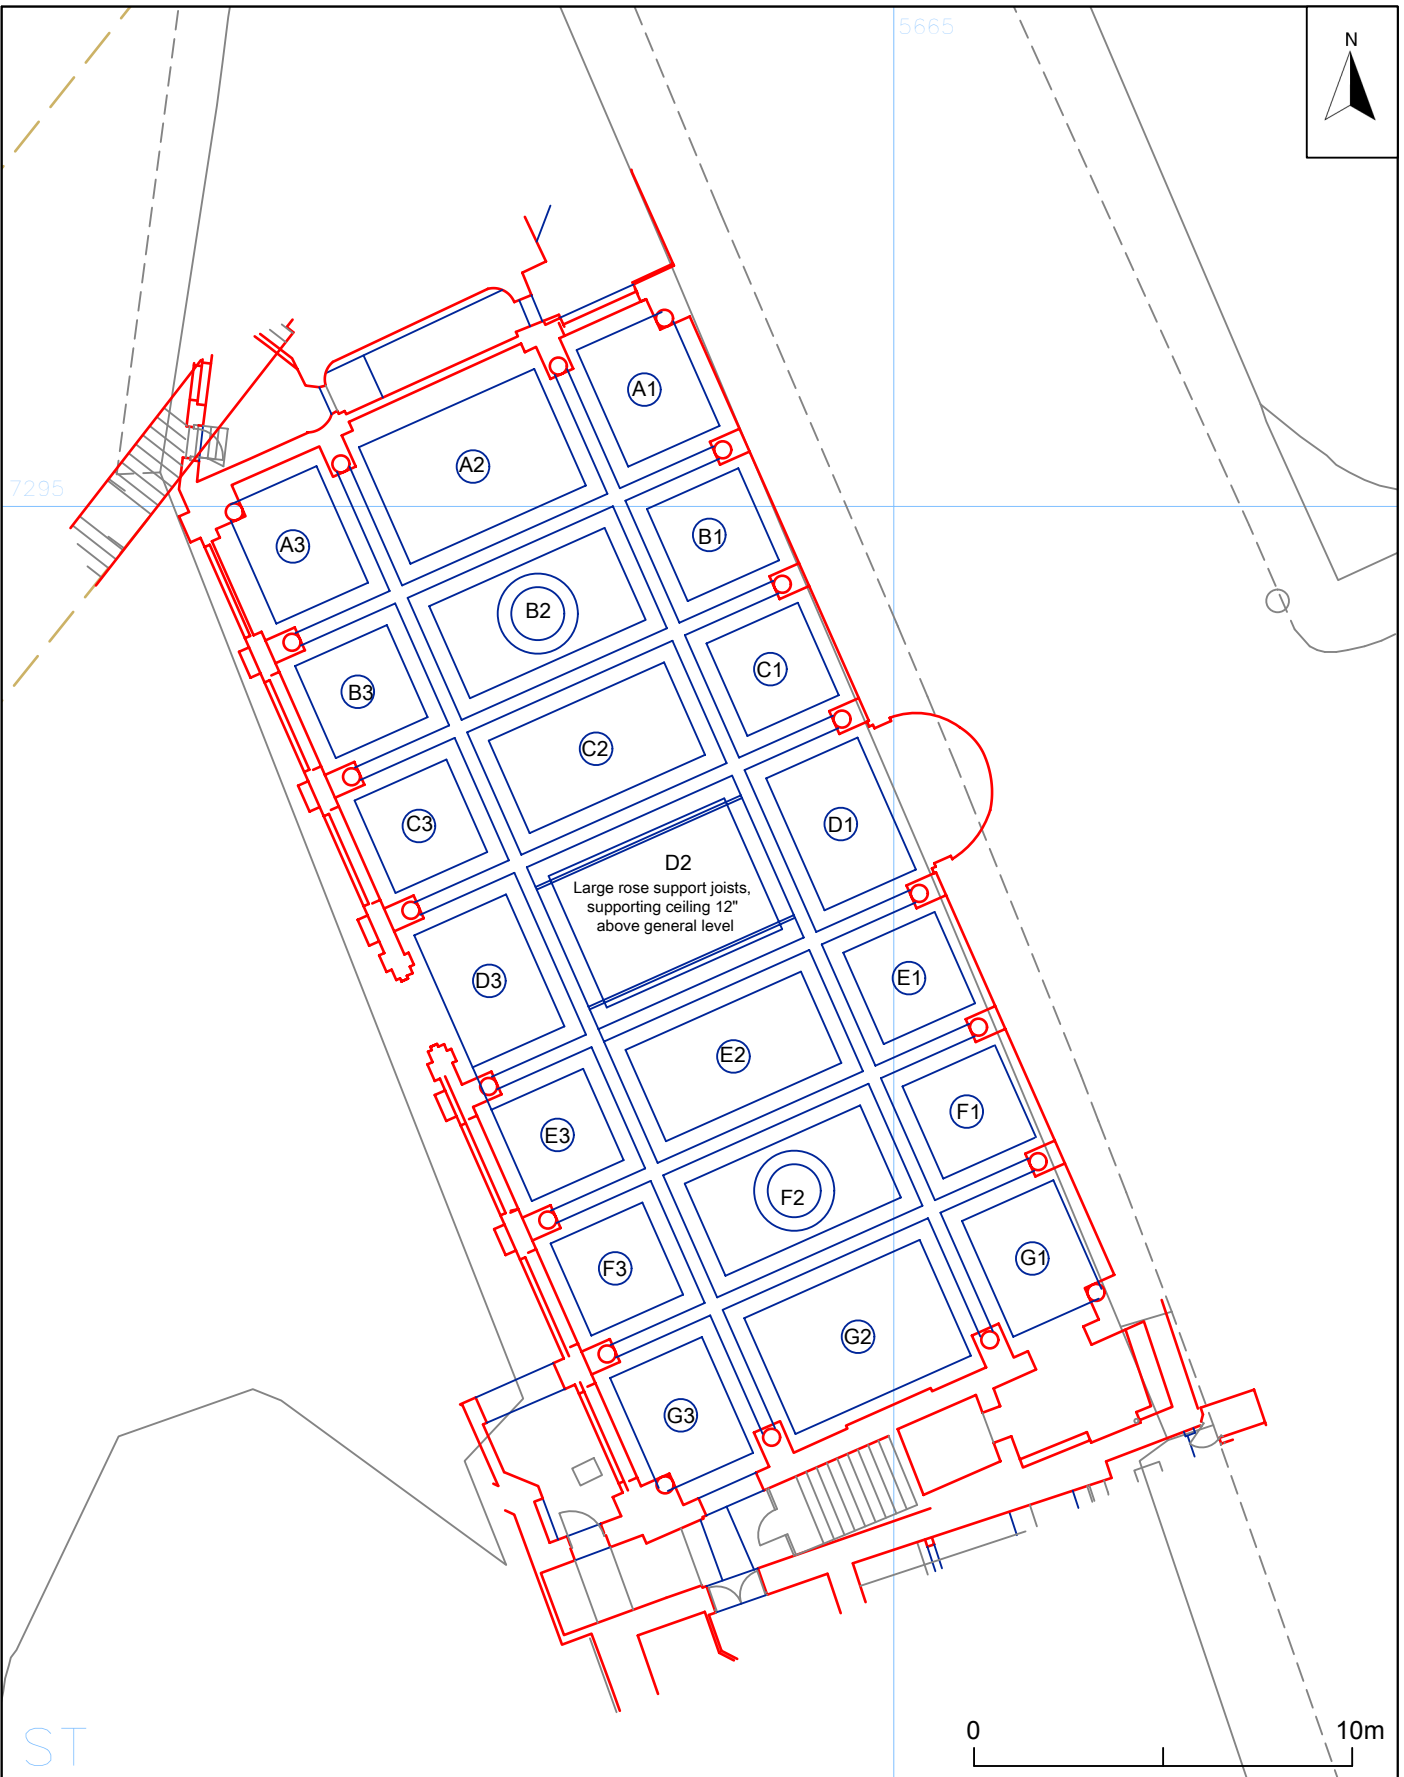 5665
N
A1
A2
7295
A3
B1
B2
B3
C1
C2
C3
D1
D2
Large rose support joists,
supporting ceiling 12"
above general level
D3
E1
E2
E3
F1
F2
F3
G1
G2
G3
ST
0 10m